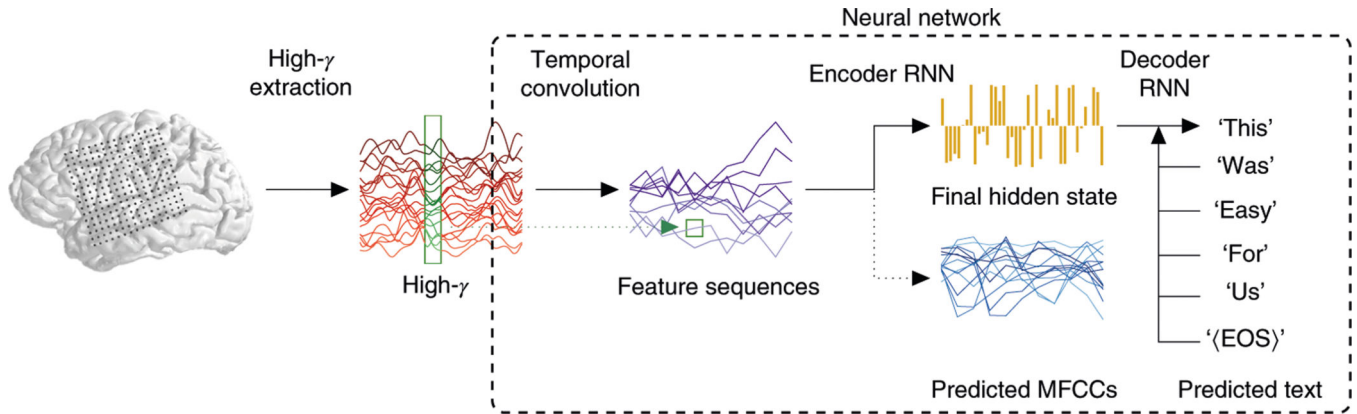 Neural network
High-γ
extraction
Temporal
convolution
Encoder RNN
Decoder
RNN
High-γ
Feature sequences
Final hidden state
Predicted MFCCs
‘This’
‘Was’
‘Easy’
‘For’
‘Us’
‘⟨EOS⟩’
Predicted text